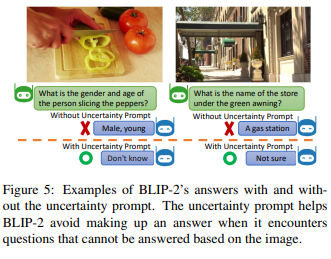 What is the gender and age of
the person slicing the peppers?
Without Uncertainty Prompt
Male, young
With Uncertainty Prompt
Don't know
What is the name of the store
under the green awning?
Without Uncertainty Prompt
A gas station
With Uncertainty Prompt
Not sure
Figure 5: Examples of BLIP-2's answers with and with-
out the uncertainty prompt. The uncertainty prompt helps
BLIP-2 avoid making up an answer when it encounters
questions that cannot be answered based on the image.